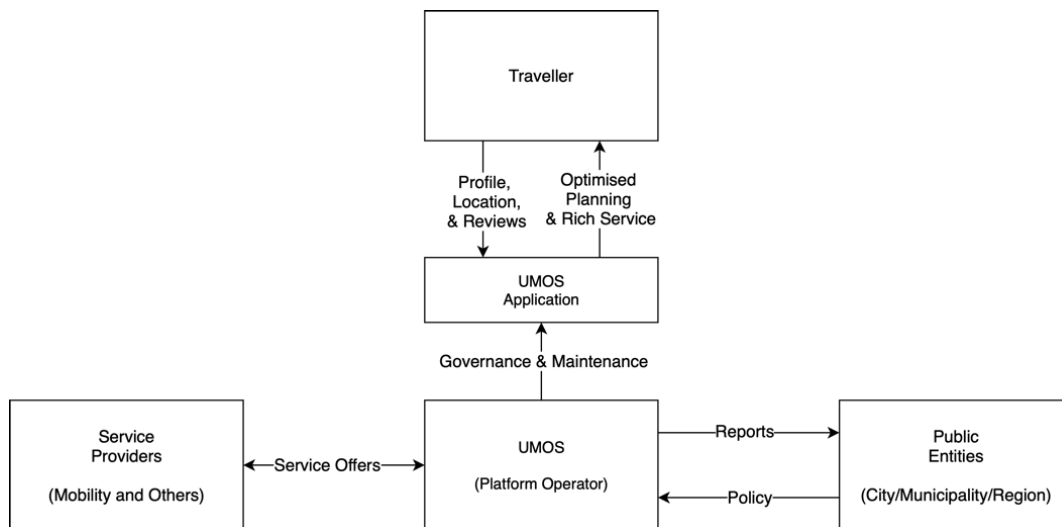 Traveller
Profile,
Location,
& Reviews
Optimised
Planning
& Rich Service
UMOS
Application
Governance & Maintenance
Service
Providers
(Mobility and Others)
Service Offers
UMOS
(Platform Operator)
Reports
Policy
Public
Entities
(City/Municipality/Region)